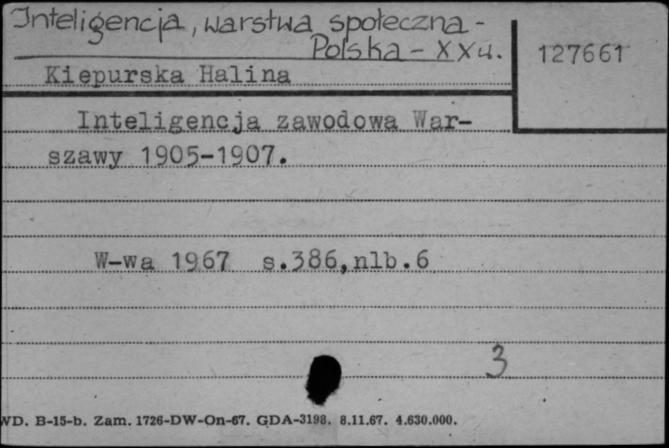 Inteligencja, warstwa społeczna -
Polska - XX w.
127661
Kiepurska Halina
Inteligencja zawodowa War-
szawy 1905-1907.
W-wa 1967 s.386,nlb.6
3
WD. B-15-b. Zam. 1726-DW-On-67. GDA-3198. 8.11.67. 4.630.000.